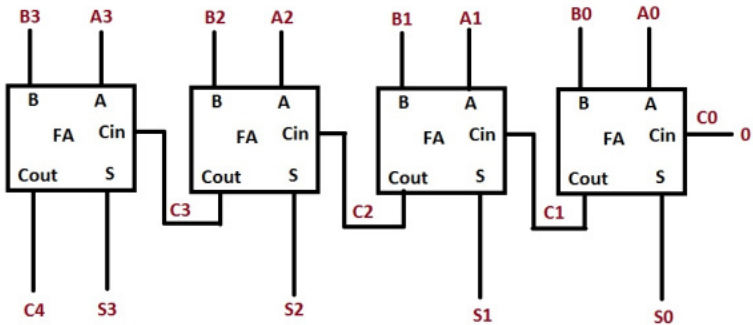 B3 A3 B2 A2 B1 A1 B0 A0
B A B A B A B A C0
FA Cin FA Cin FA Cin FA Cin 0
Cout S Cout S Cout S Cout S
C3 C2 C1
C4 S3 S2 S1 S0